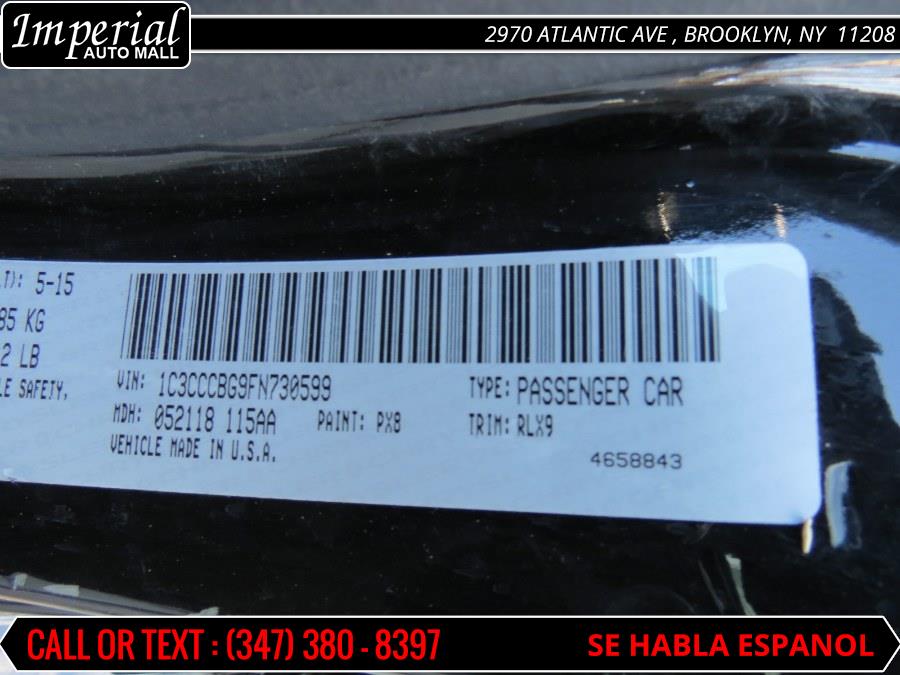 Imperial
AUTO MALL
2970 ATLANTIC AVE , BROOKLYN, NY 11208
LT): 5-15
85 KG
2 LB
LE SAFETY,
VIN: 1C3CCCBG9FN730599
TYPE: PASSENGER CAR
MDH: 052118 115AA
PAINT: PX8
TRIM: RLX9
VEHICLE MADE IN U.S.A.
4658843
CALL OR TEXT : (347) 380 - 8397
SE HABLA ESPANOL